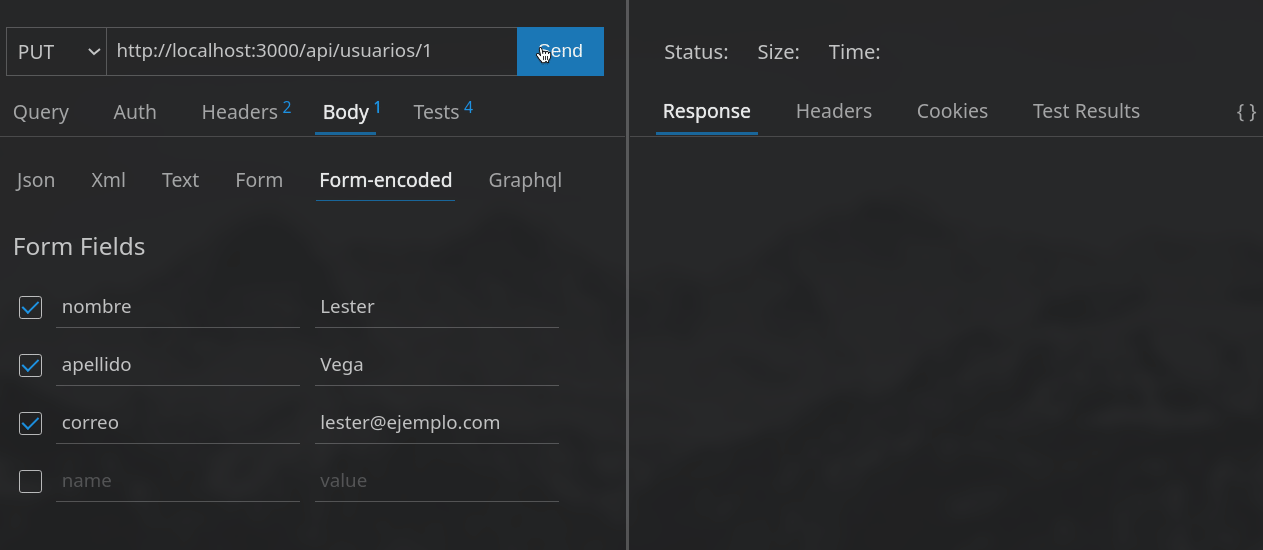 PUT http://localhost:3000/api/usuarios/1 Send
Query Auth Headers 2 Body 1 Tests 4
Json Xml Text Form Form-encoded Graphql
Form Fields
nombre Lester
apellido Vega
correo lester@ejemplo.com
name value
Status: Size: Time:
Response Headers Cookies Test Results { }